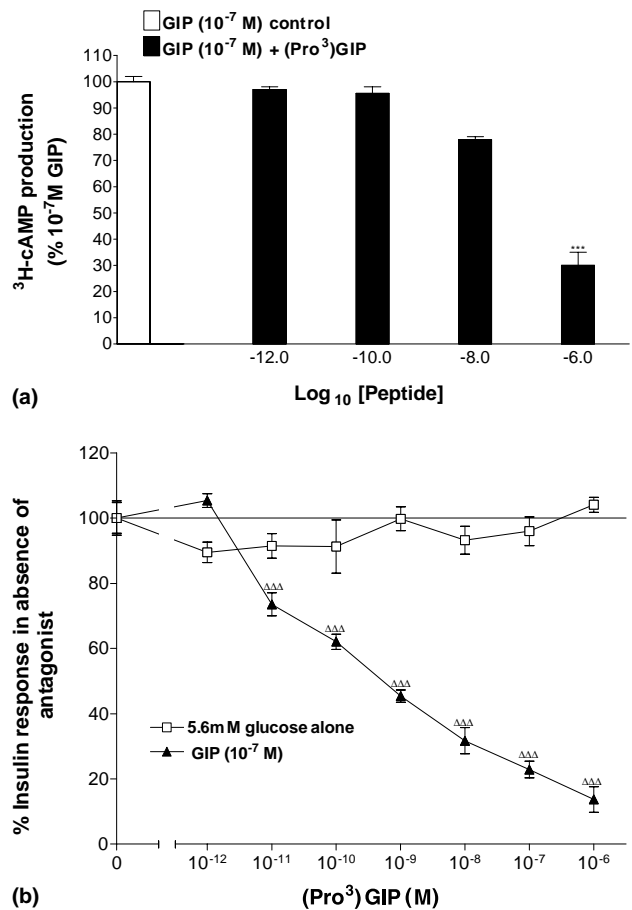 GIP (10⁻⁷ M) control
GIP (10⁻⁷ M) + (Pro³)GIP
110
100
90
80
70
60
50
40
30
20
10
0
³H-cAMP production
(% 10⁻⁷M GIP)
***
-12.0
-10.0
-8.0
-6.0
Log₁₀ [Peptide]
(a)
120
100
80
60
40
20
0
% Insulin response in absence of
antagonist
ΔΔΔ
ΔΔΔ
ΔΔΔ
ΔΔΔ
ΔΔΔ
ΔΔΔ
5.6mM glucose alone
GIP (10⁻⁷ M)
0
10⁻¹²
10⁻¹¹
10⁻¹⁰
10⁻⁹
10⁻⁸
10⁻⁷
10⁻⁶
(Pro³) GIP (M)
(b)